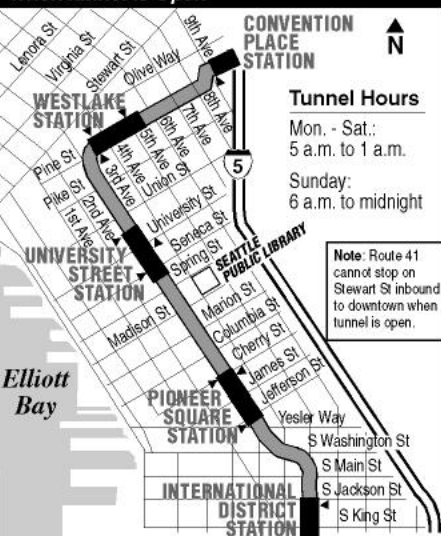 CONVENTION
PLACE
STATION
N
9th Ave
Lenora St
Virginia St
Stewart St
Olive Way
8th Ave
7th Ave
6th Ave
5th Ave
4th Ave
3rd Ave
2nd Ave
1st Ave
WESTLAKE
STATION
Tunnel Hours
Mon. - Sat.:
5 a.m. to 1 a.m.
Sunday:
6 a.m. to midnight
5
Pine St
Pike St
Union St
University St
Seneca St
Spring St
SEATTLE
PUBLIC LIBRARY
UNIVERSITY
STREET
STATION
Note: Route 41
cannot stop on
Stewart St inbound
to downtown when
tunnel is open.
Madison St
Marion St
Columbia St
Cherry St
James St
Jefferson St
Elliott
Bay
PIONEER
SQUARE
STATION
Yesler Way
S Washington St
S Main St
S Jackson St
S King St
INTERNATIONAL
DISTRICT
STATION